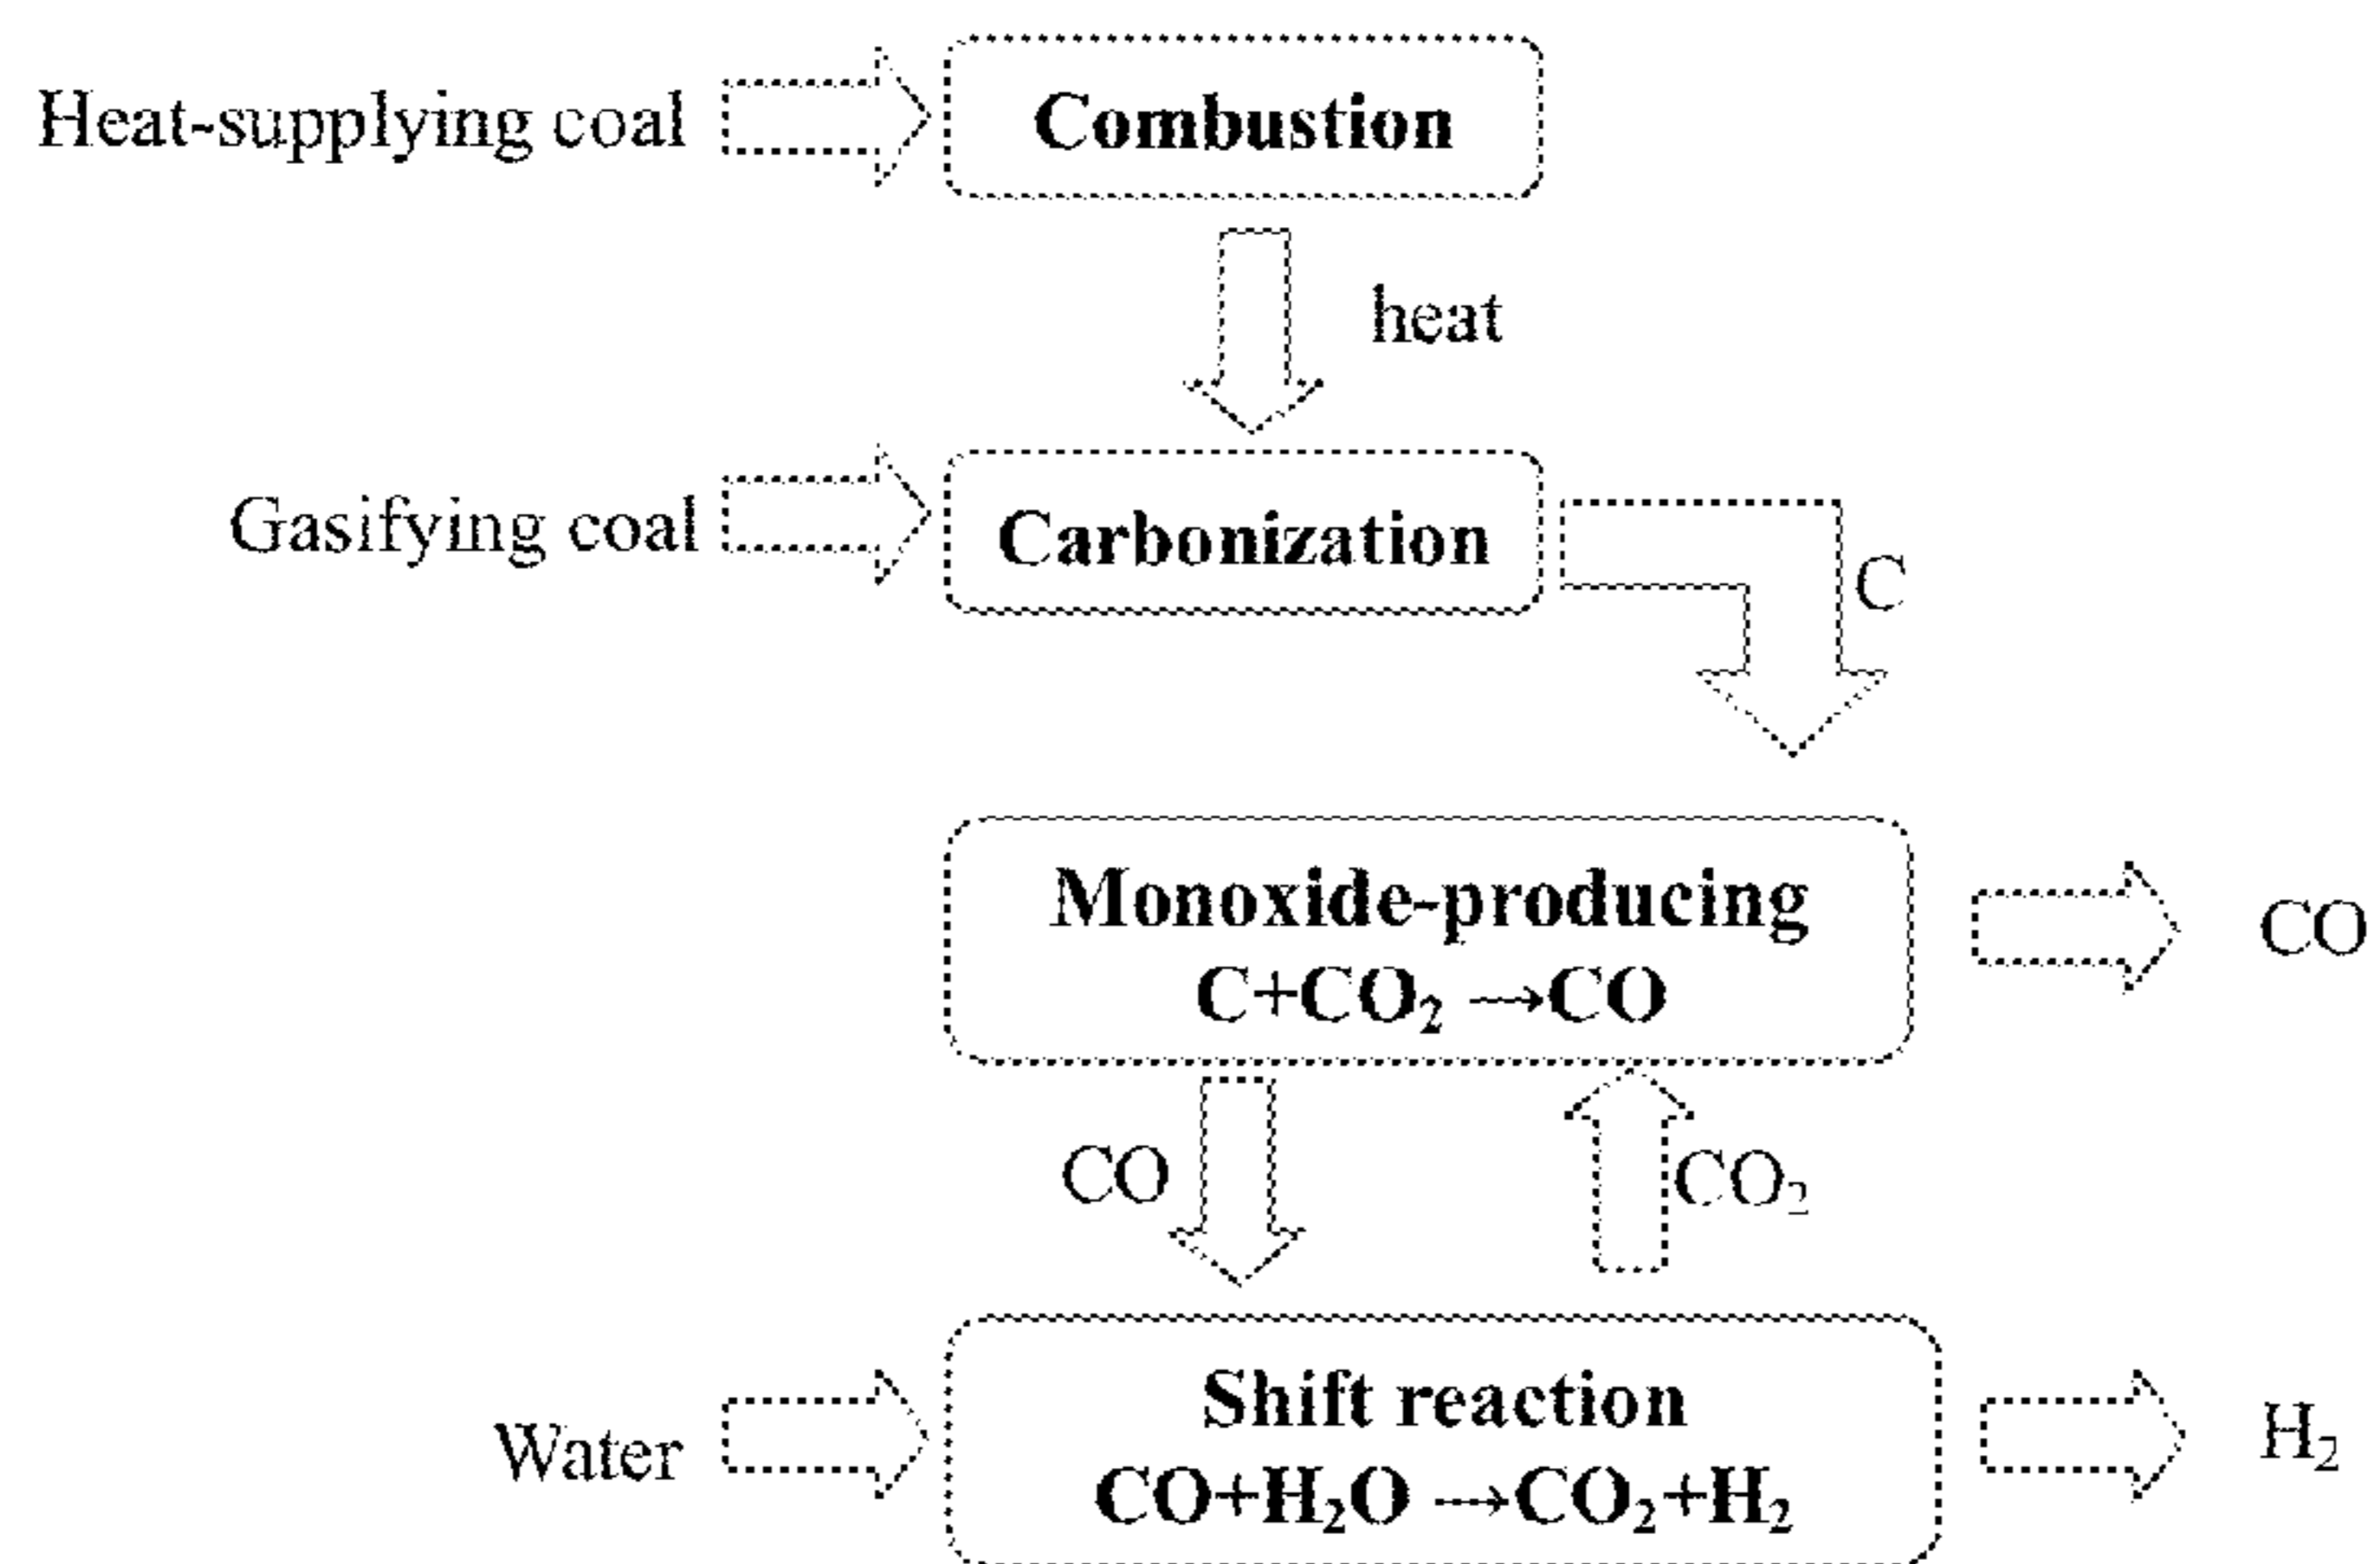 Heat-supplying coal
Combustion
heat
Gasifying coal
Carbonization
C
Monoxide-producing
C+CO₂ →CO
CO
CO
CO₂
Water
Shift reaction
CO+H₂O →CO₂+H₂
H₂